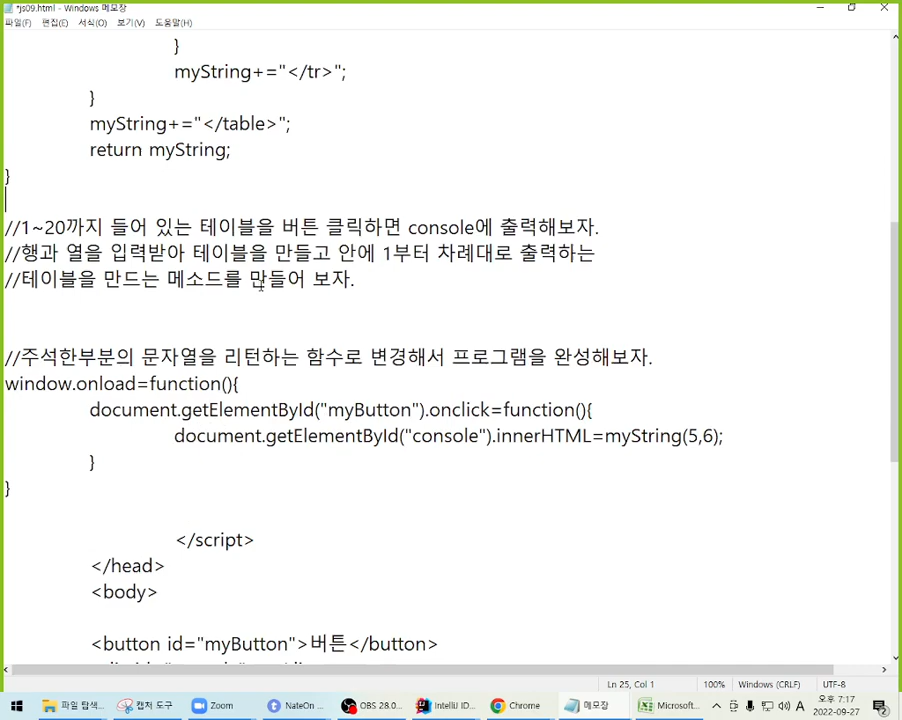 *js09.html - Windows 메모장
파일(F) 편집(E) 서식(O) 보기(V) 도움말(H)
}
myString+="</tr>";
}
myString+="</table>";
return myString;
}
//1~20까지 들어 있는 테이블을 버튼 클릭하면 console에 출력해보자.
//행과 열을 입력받아 테이블을 만들고 안에 1부터 차례대로 출력하는
//테이블을 만드는 메소드를 만들어 보자.
//주석한부분의 문자열을 리턴하는 함수로 변경해서 프로그램을 완성해보자.
window.onload=function(){
document.getElementById("myButton").onclick=function(){
document.getElementById("console").innerHTML=myString(5,6);
}
}
</script>
</head>
<body>
<button id="myButton">버튼</button>
Ln 25, Col 1 100% Windows (CRLF) UTF-8
파일 탐색... 캡처 도구 Zoom NateOn ... OBS 28.0... IntelliJ ID... Chrome 메모장 Microsoft... A 오후 7:17
2022-09-27 2